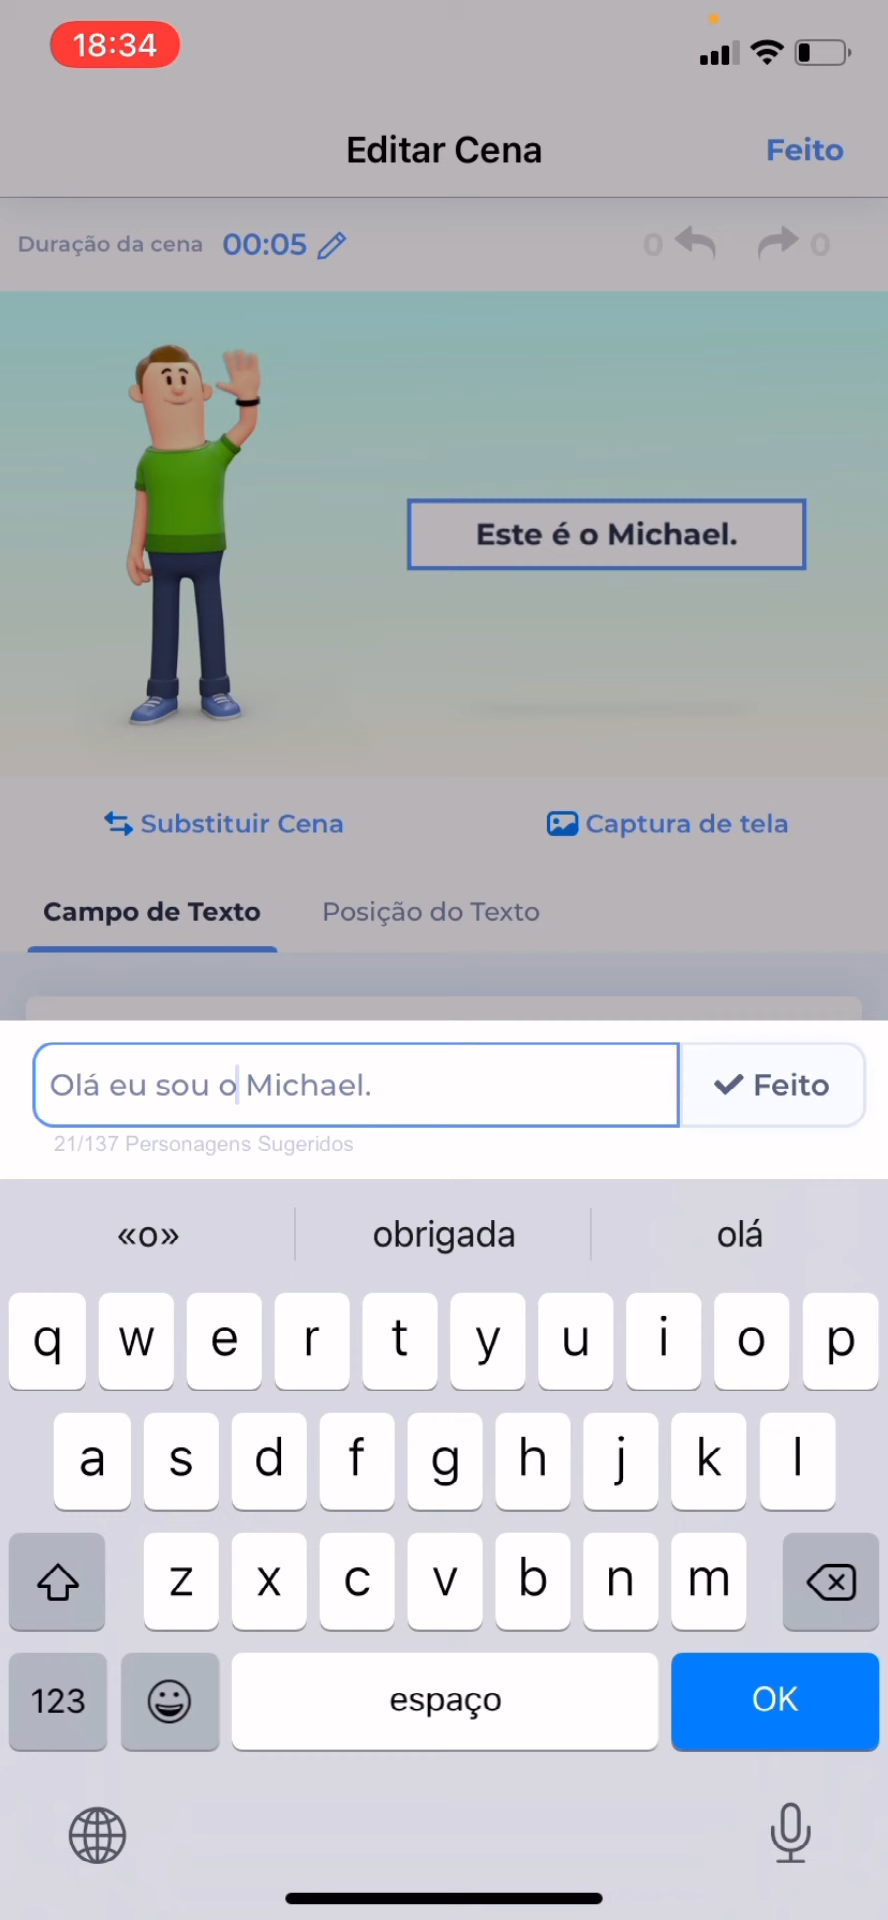 18:34
Editar Cena
Feito
Duração da cena 00:05
0 0
Este é o Michael.
Substituir Cena
Captura de tela
Campo de Texto
Posição do Texto
Olá eu sou o Michael.
Feito
21/137 Personagens Sugeridos
«o» obrigada olá
q w e r t y u i o p
a s d f g h j k l
z x c v b n m
123 espaço OK